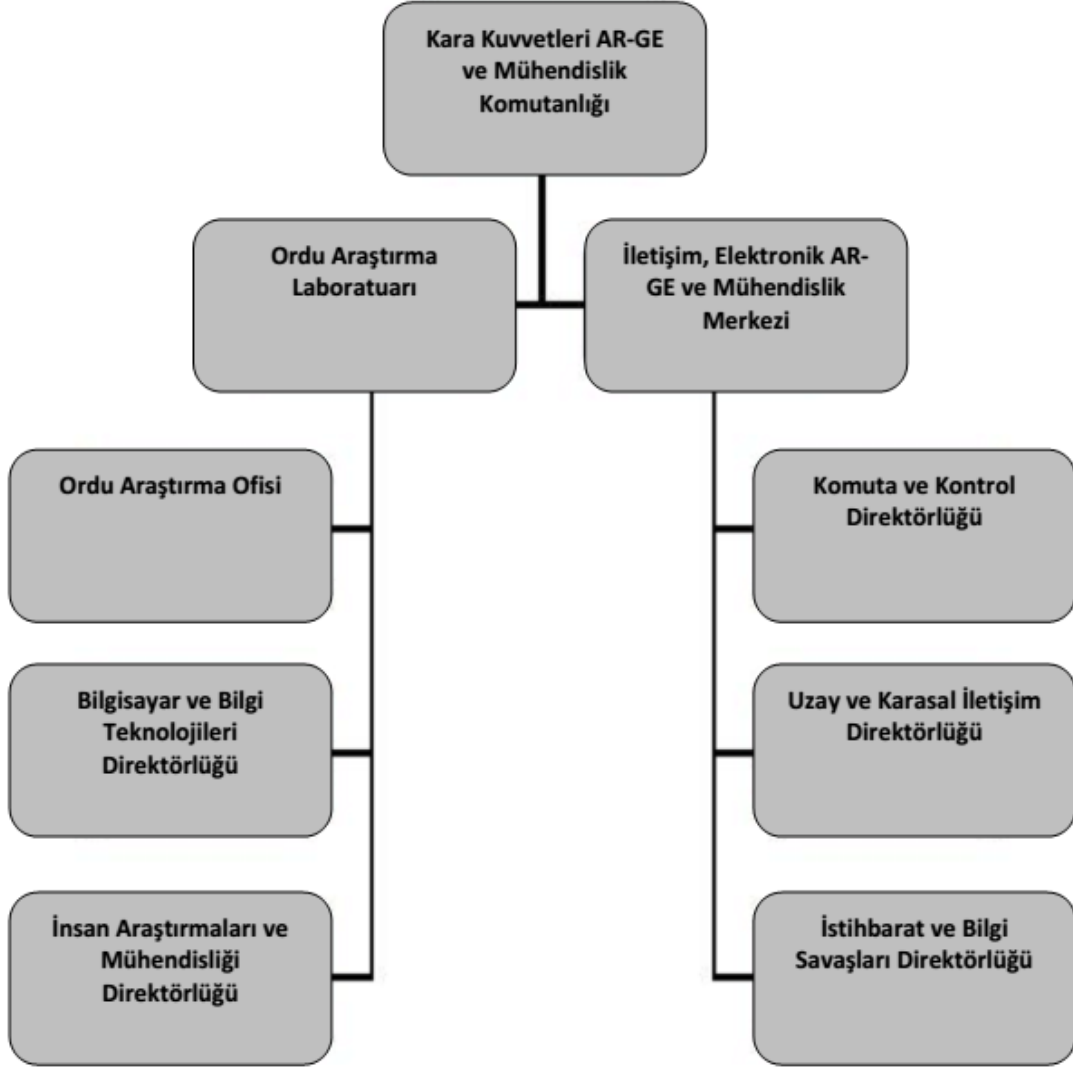 Kara Kuvvetleri AR-GE
ve Mühendislik
Komutanlığı
Ordu Araştırma
Laboratuarı
İletişim, Elektronik AR-
GE ve Mühendislik
Merkezi
Ordu Araştırma Ofisi
Komuta ve Kontrol
Direktörlüğü
Bilgisayar ve Bilgi
Teknolojileri
Direktörlüğü
Uzay ve Karasal İletişim
Direktörlüğü
İnsan Araştırmaları ve
Mühendisliği
Direktörlüğü
İstihbarat ve Bilgi
Savaşları Direktörlüğü